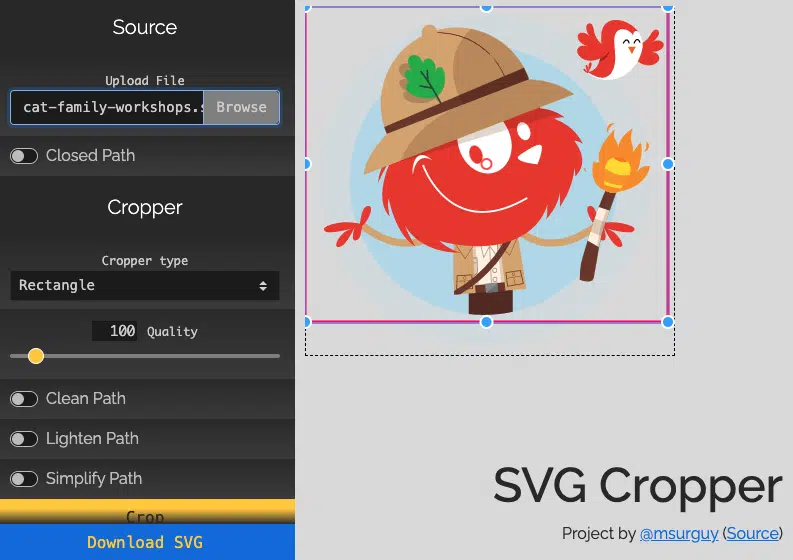 Source
Upload File
cat-family-workshops.s
Browse
Closed Path
Cropper
Cropper type
Rectangle
100 Quality
Clean Path
Lighten Path
Simplify Path
Crop
Download SVG
SVG Cropper
Project by @msurguy (Source)